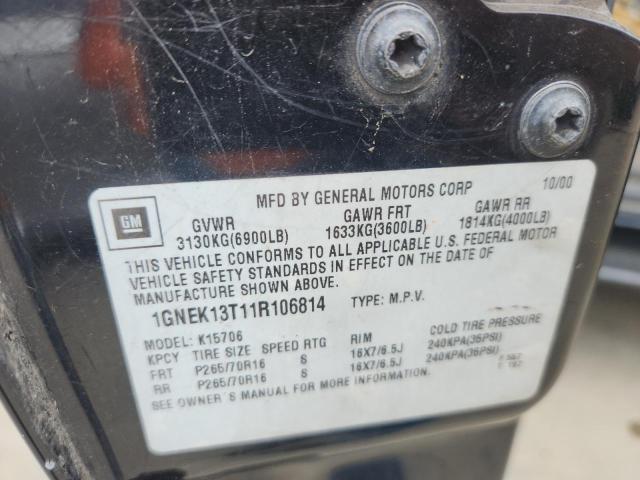 MFD BY GENERAL MOTORS CORP 10/00
GM
GVWR GAWR FRT GAWR RR
3130KG(6900LB) 1633KG(3600LB) 1814KG(4000LB)
THIS VEHICLE CONFORMS TO ALL APPLICABLE U.S. FEDERAL MOTOR
VEHICLE SAFETY STANDARDS IN EFFECT ON THE DATE OF
MANUFACTURE SHOWN ABOVE.
1GNEK13T11R106814 TYPE: M.P.V.
MODEL: K15706
KPCY TIRE SIZE SPEED RTG RIM COLD TIRE PRESSURE
FRT P265/70R16 S 16X7/6.5J 240KPA(35PSI)
RR P265/70R16 S 16X7/6.5J 240KPA(35PSI)
SEE OWNER'S MANUAL FOR MORE INFORMATION.